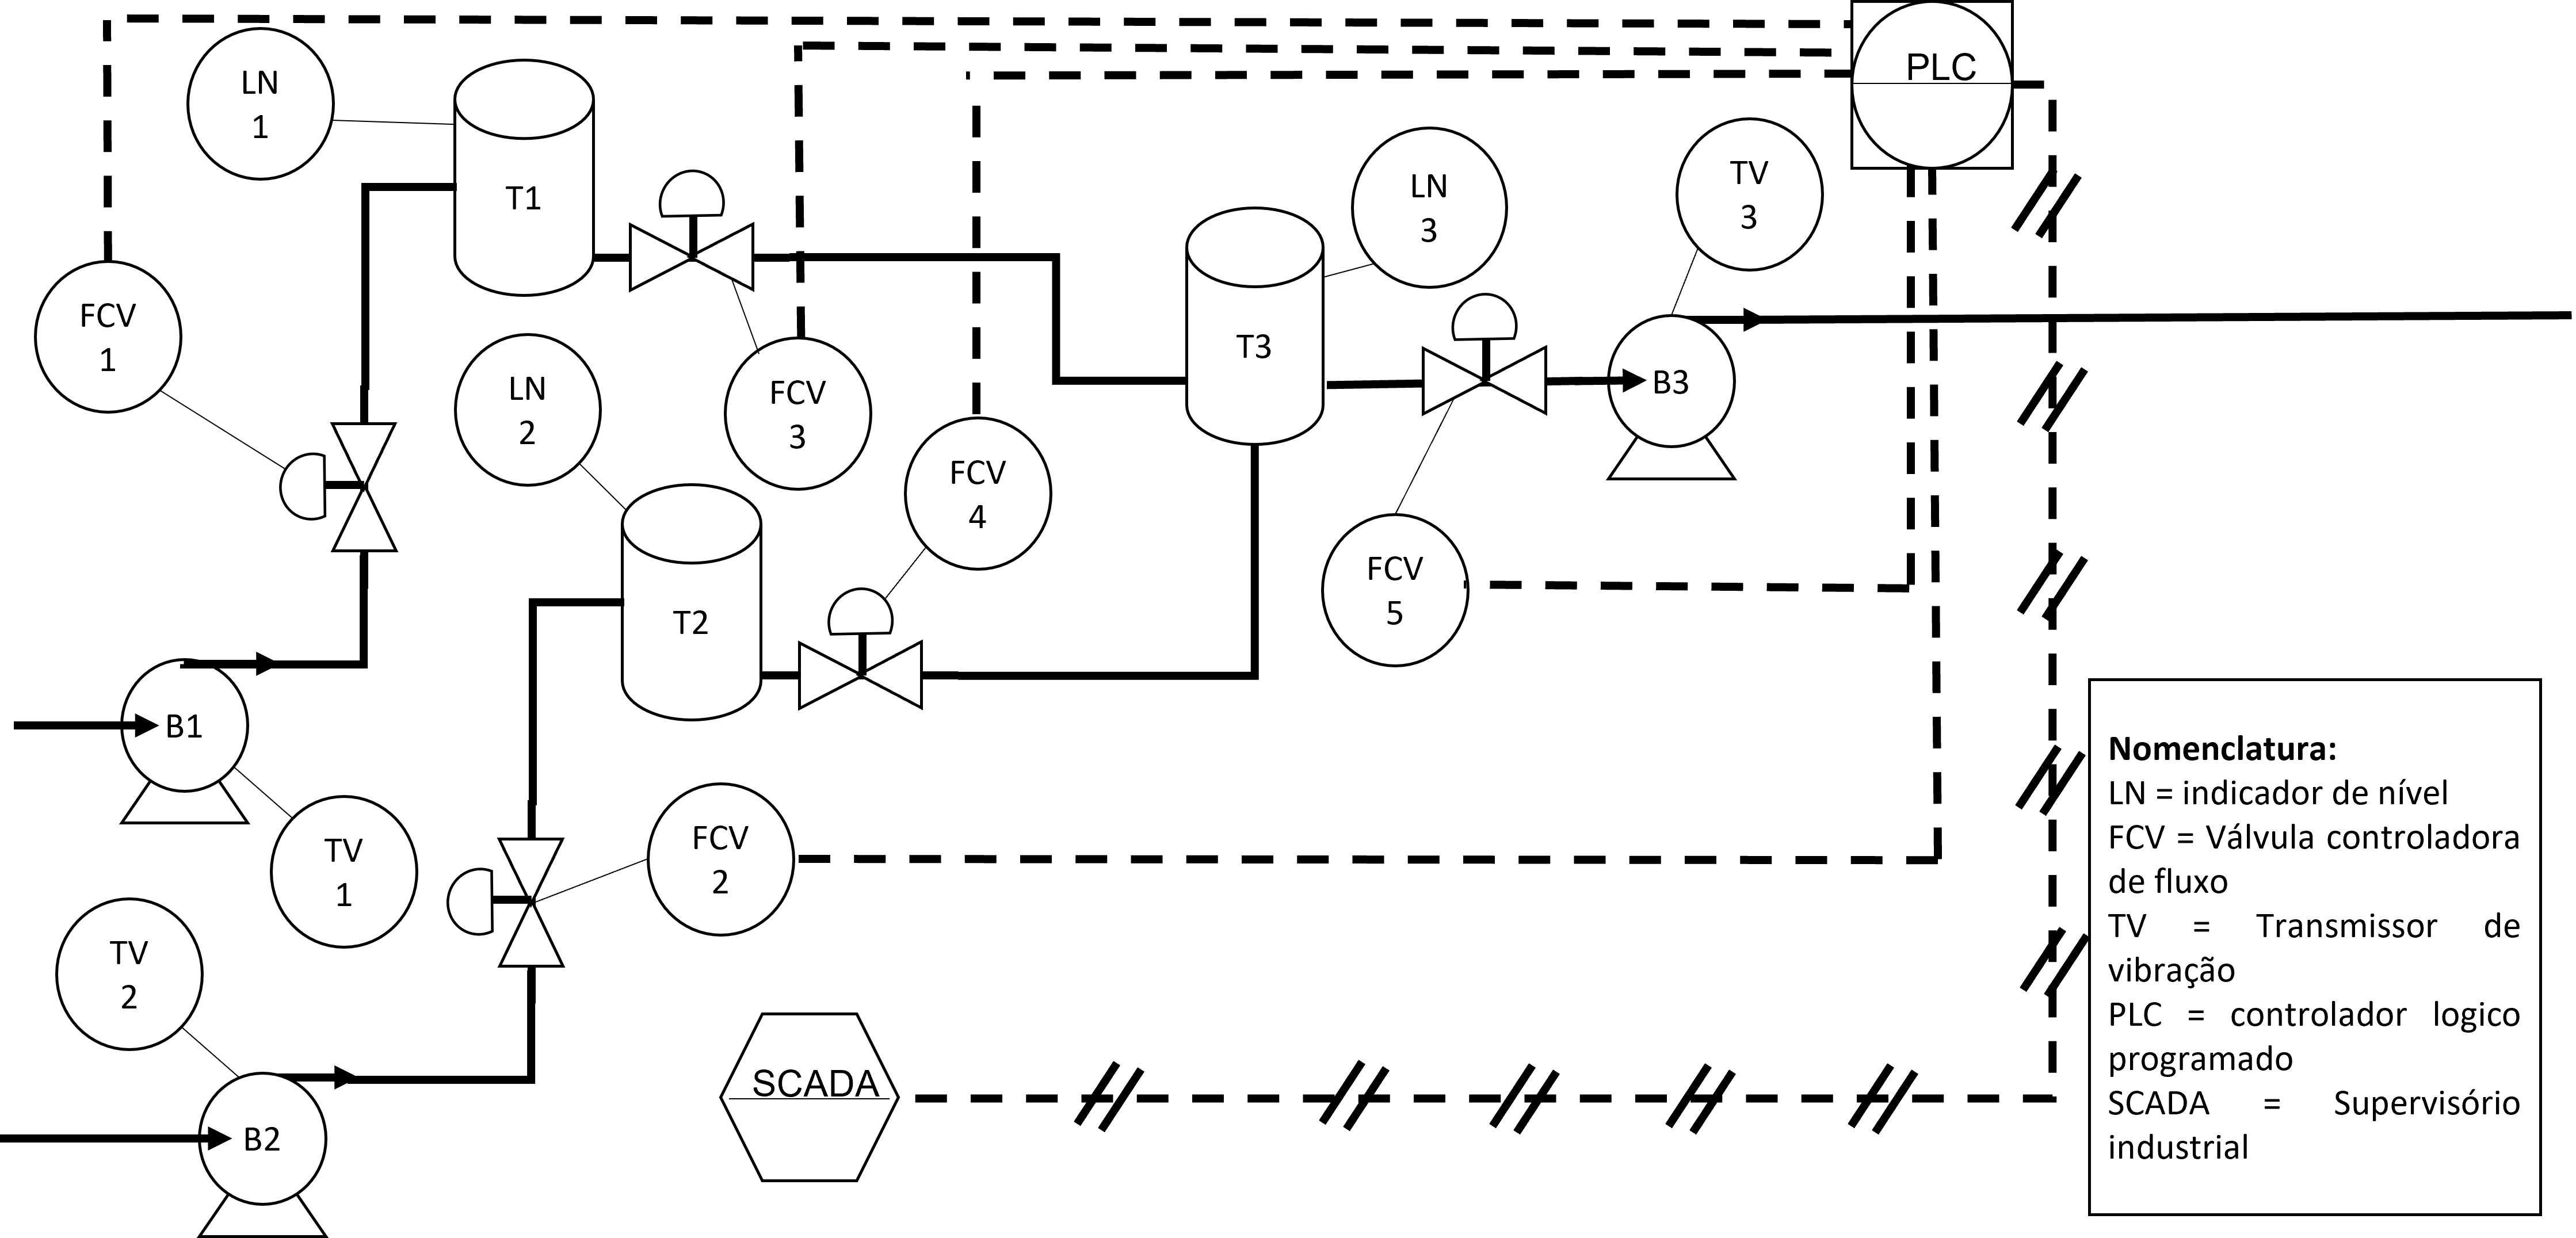 PLC
LN
1
T1
LN
3
TV
3
FCV
1
T3
LN
2
FCV
3
B3
FCV
4
T2
FCV
5
B1
FCV
2
TV
1
TV
2
SCADA
B2
Nomenclatura:
LN = indicador de nível
FCV = Válvula controladora
de fluxo
TV = Transmissor de
vibração
PLC = controlador logico
programado
SCADA = Supervisório
industrial